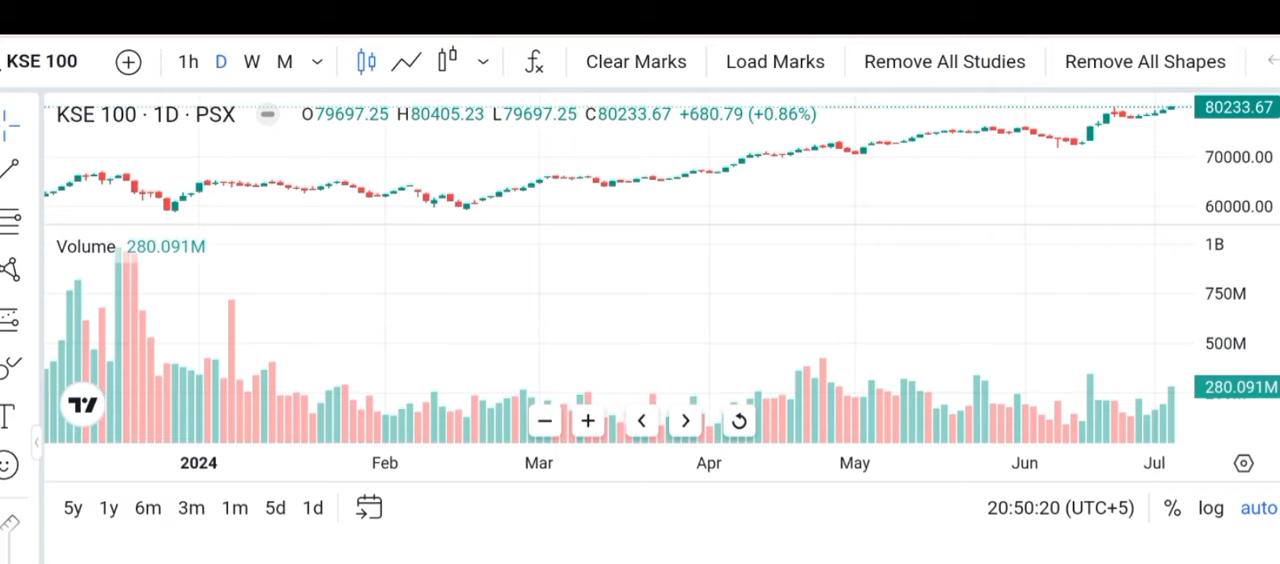 KSE 100 1h D W M Clear Marks Load Marks Remove All Studies Remove All Shapes
KSE 100 · 1D · PSX O79697.25 H80405.23 L79697.25 C80233.67 +680.79 (+0.86%)
80233.67
70000.00
60000.00
Volume 280.091M
1B
750M
500M
280.091M
2024 Feb Mar Apr May Jun Jul
5y 1y 6m 3m 1m 5d 1d 20:50:20 (UTC+5) % log auto